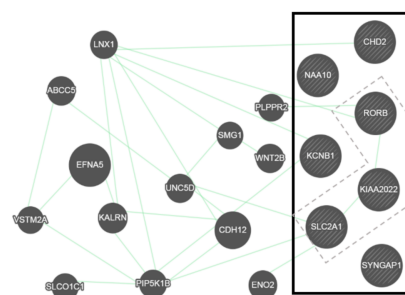 LNX1
CHD2
NAA10
ABCC5
PLPPR2
RORB
SMG1
WNT2B
KCNB1
EFNA5
UNC5D
KIAA2022
VSTM2A
KALRN
CDH12
SLC2A1
SYNGAP1
SLCO1C1
PIP5K1B
ENO2